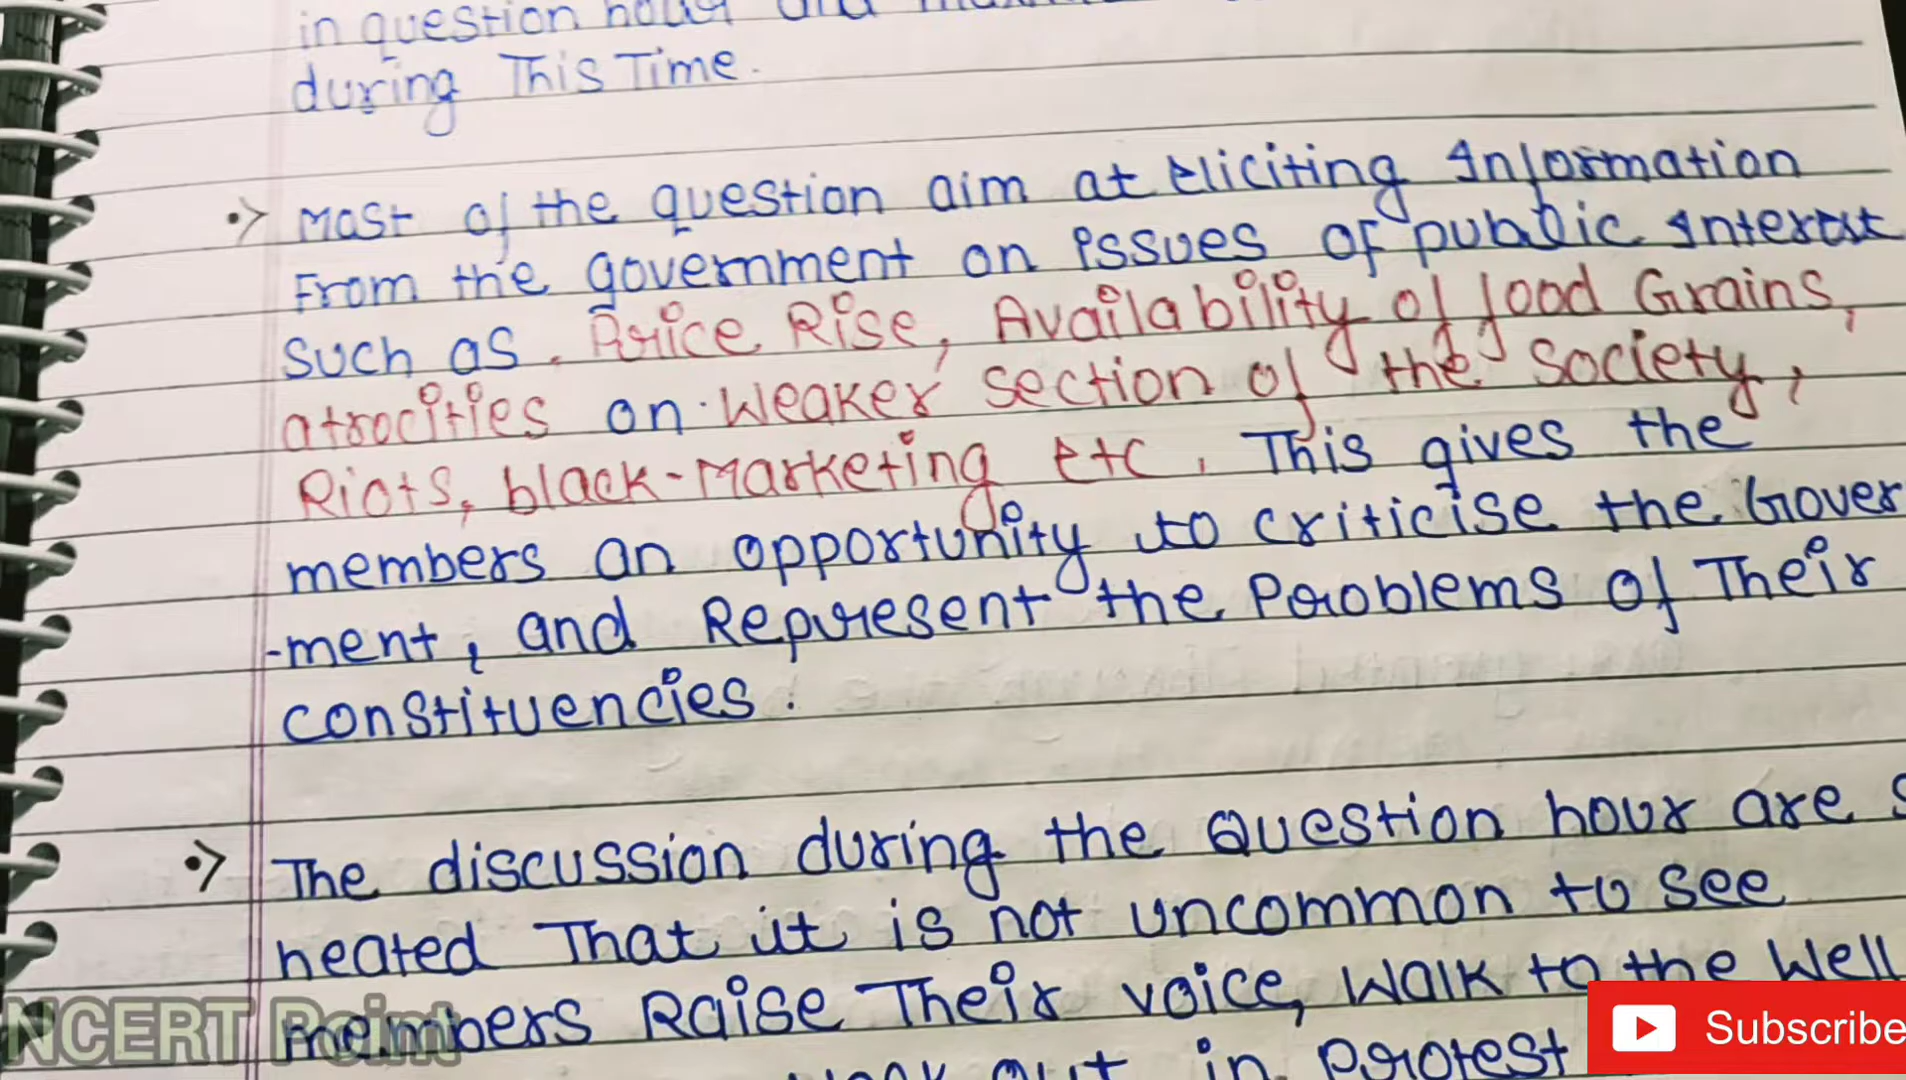 in question hour and
during This Time.
•> Most of the question aim at eliciting Information
From the government on issues of public Interest
such as Price Rise, Availability of food Grains,
atrocities on weaker section of the society,
Riots, black-Marketing etc. This gives the
members an opportunity to criticise the Gover
-ment, and Represent the Problems of Their
constituencies.
•> The discussion during the Question hour are s
heated That it is not uncommon to see
members Raise Their voice, walk to the Well
out in Protest
NCERT Point
Subscribe